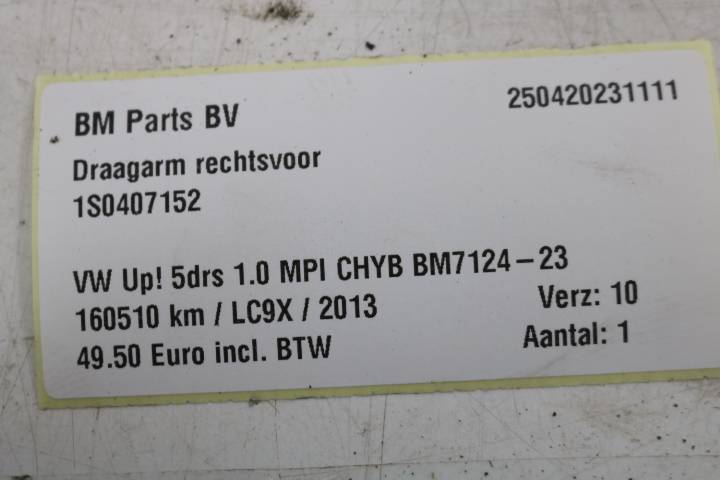 BM Parts BV 250420231111
Draagarm rechtsvoor
1S0407152
VW Up! 5drs 1.0 MPI CHYB BM7124-23
160510 km / LC9X / 2013 Verz: 10
49.50 Euro incl. BTW Aantal: 1